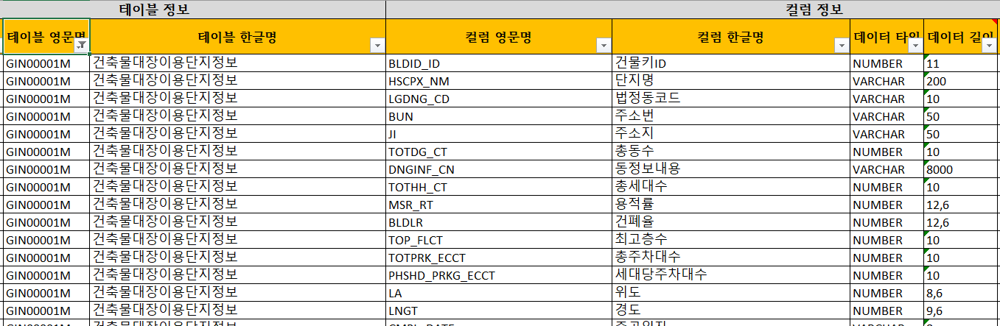 테이블 정보 컬럼 정보
테이블 영문명 테이블 한글명 컬럼 영문명 컬럼 한글명 데이터 타입 데이터 길이
GIN00001M 건축물대장이용단지정보 BLDID_ID 건물키ID NUMBER 11
GIN00001M 건축물대장이용단지정보 HSCPX_NM 단지명 VARCHAR 200
GIN00001M 건축물대장이용단지정보 LGDNG_CD 법정동코드 VARCHAR 10
GIN00001M 건축물대장이용단지정보 BUN 주소번 VARCHAR 50
GIN00001M 건축물대장이용단지정보 JI 주소지 VARCHAR 50
GIN00001M 건축물대장이용단지정보 TOTDG_CT 총동수 NUMBER 10
GIN00001M 건축물대장이용단지정보 DNGINF_CN 동정보내용 VARCHAR 8000
GIN00001M 건축물대장이용단지정보 TOTHH_CT 총세대수 NUMBER 10
GIN00001M 건축물대장이용단지정보 MSR_RT 용적률 NUMBER 12,6
GIN00001M 건축물대장이용단지정보 BLDLR 건폐율 NUMBER 12,6
GIN00001M 건축물대장이용단지정보 TOP_FLCT 최고층수 NUMBER 10
GIN00001M 건축물대장이용단지정보 TOTPRK_ECCT 총주차대수 NUMBER 10
GIN00001M 건축물대장이용단지정보 PHSHD_PRKG_ECCT 세대당주차대수 NUMBER 10
GIN00001M 건축물대장이용단지정보 LA 위도 NUMBER 8,6
GIN00001M 건축물대장이용단지정보 LNGT 경도 NUMBER 9,6